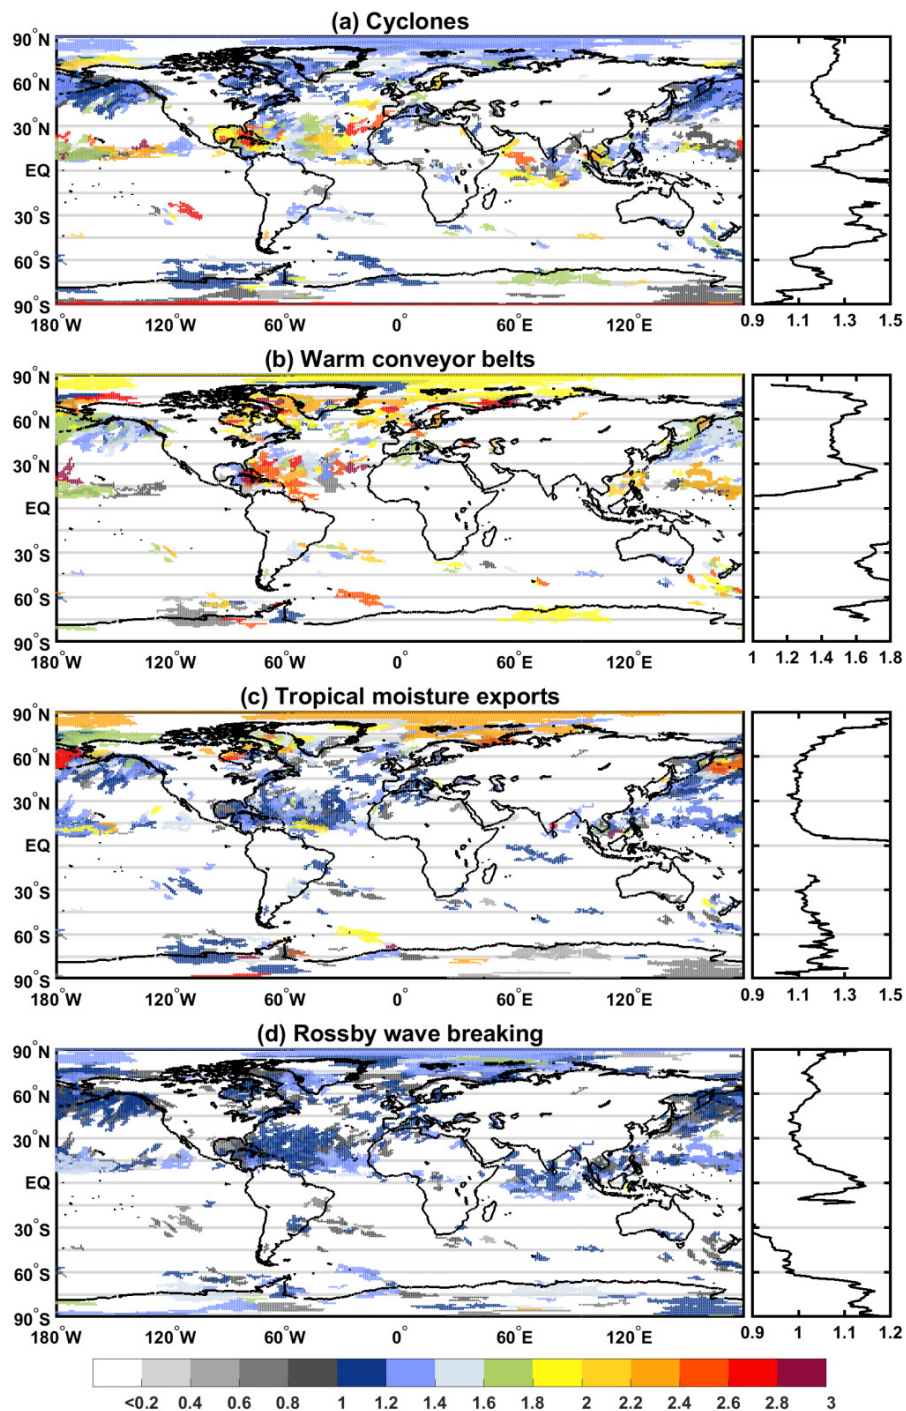 (a) Cyclones
90°N
60°N
30°N
EQ
30°S
60°S
90°S
180°W 120°W 60°W 0° 60°E 120°E 0.9 1.1 1.3 1.5
(b) Warm conveyor belts
90°N
60°N
30°N
EQ
30°S
60°S
90°S
180°W 120°W 60°W 0° 60°E 120°E 1 1.2 1.4 1.6 1.8
(c) Tropical moisture exports
90°N
60°N
30°N
EQ
30°S
60°S
90°S
180°W 120°W 60°W 0° 60°E 120°E 0.9 1.1 1.3 1.5
(d) Rossby wave breaking
90°N
60°N
30°N
EQ
30°S
60°S
90°S
180°W 120°W 60°W 0° 60°E 120°E 0.9 1 1.1 1.2
<0.2 0.4 0.6 0.8 1 1.2 1.4 1.6 1.8 2 2.2 2.4 2.6 2.8 3